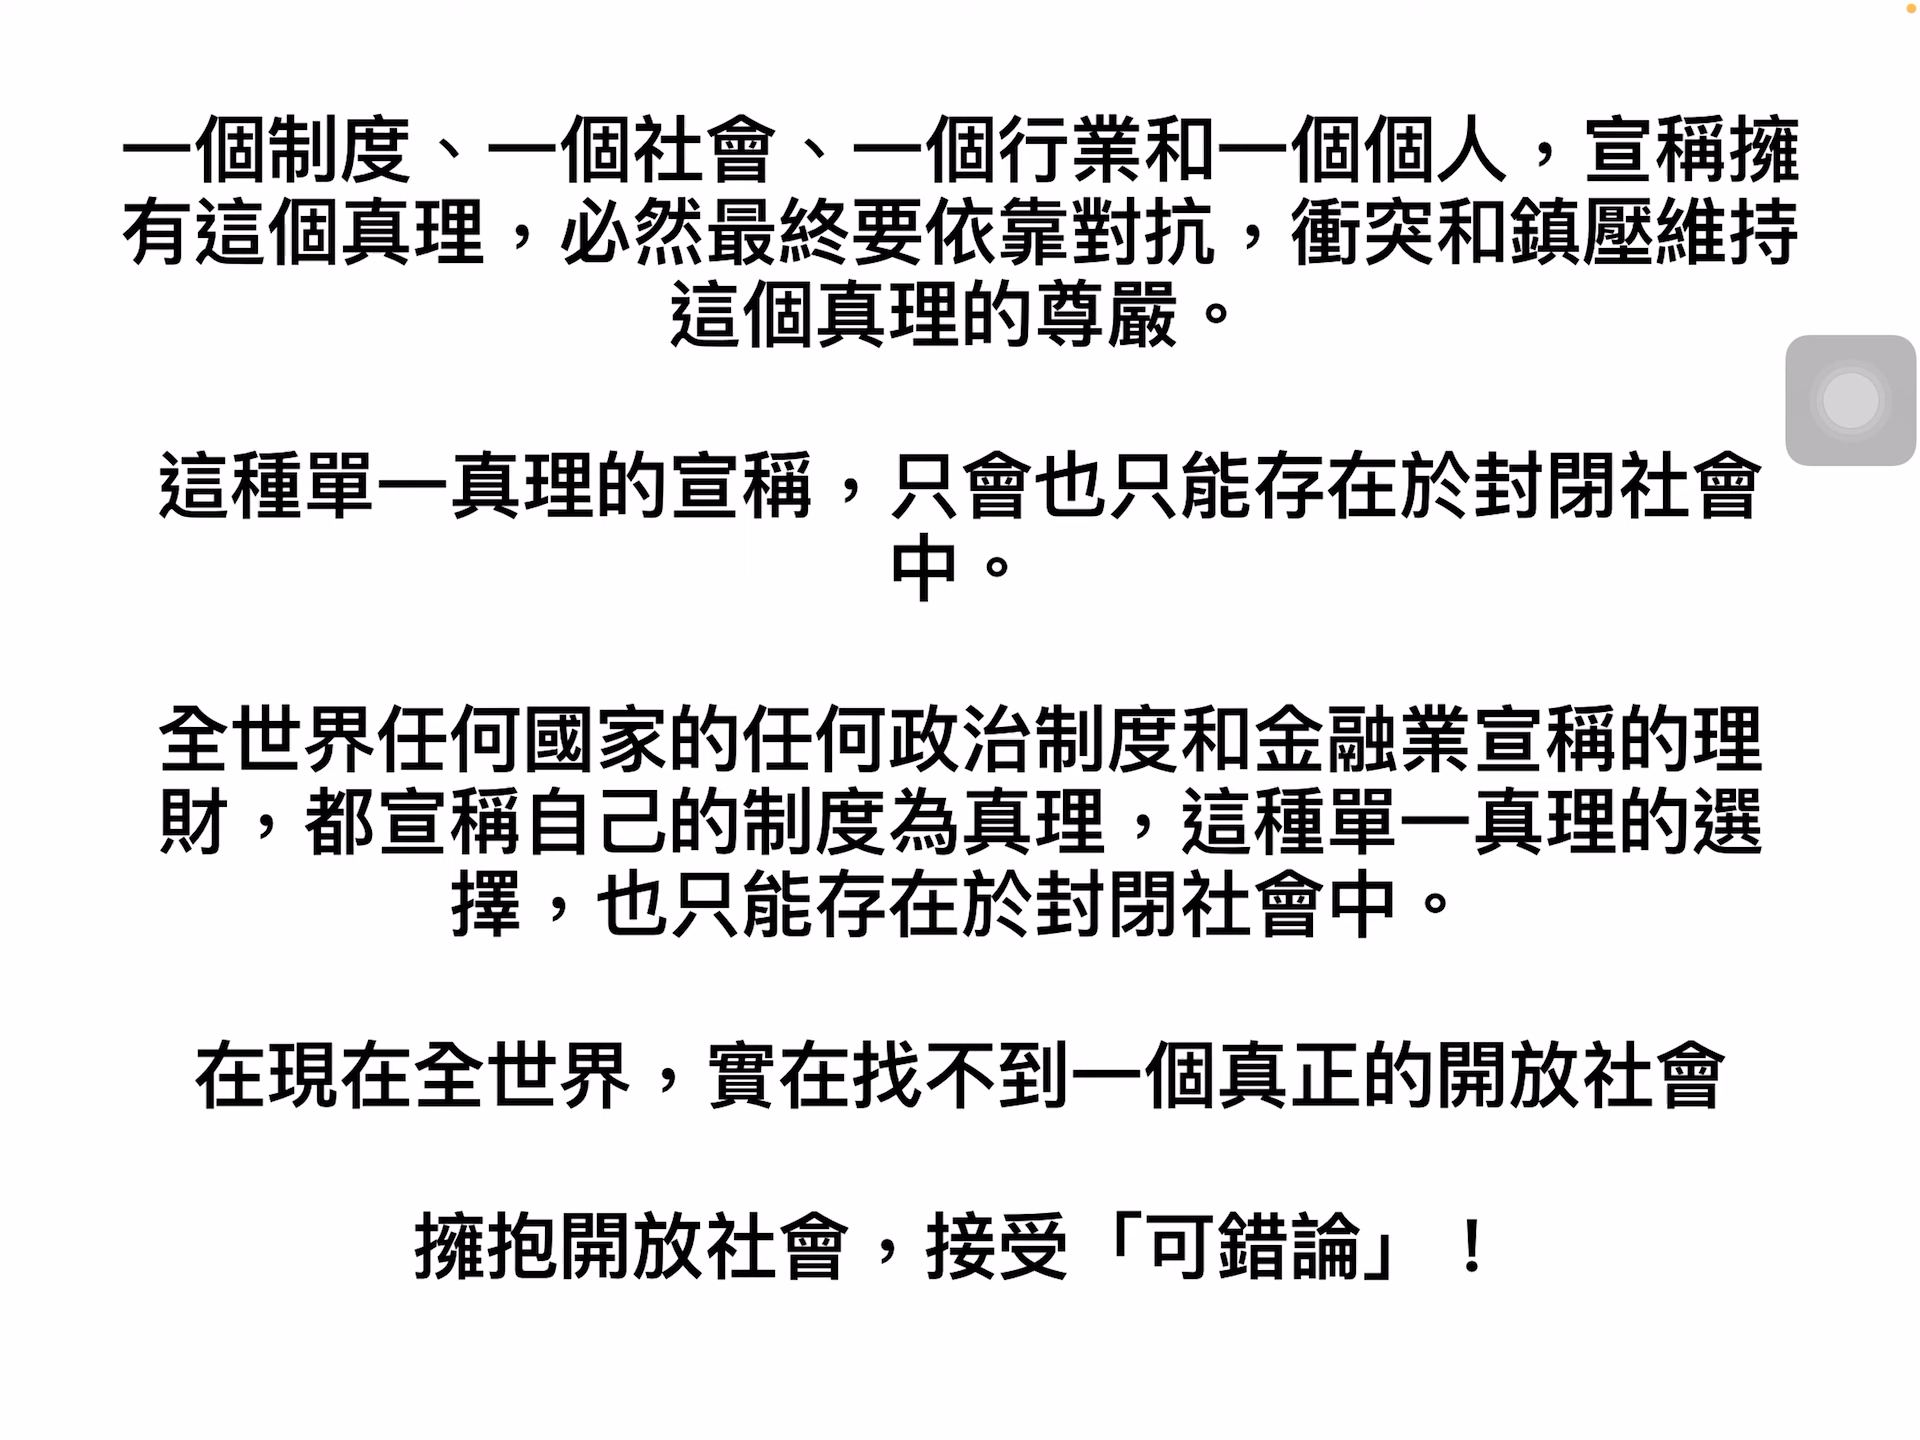 一個制度、一個社會、一個行業和一個個人，宣稱擁
有這個真理，必然最終要依靠對抗，衝突和鎮壓維持
這個真理的尊嚴。
這種單一真理的宣稱，只會也只能存在於封閉社會
中。
全世界任何國家的任何政治制度和金融業宣稱的理
財，都宣稱自己的制度為真理，這種單一真理的選
擇，也只能存在於封閉社會中。
在現在全世界，實在找不到一個真正的開放社會
擁抱開放社會，接受「可錯論」！